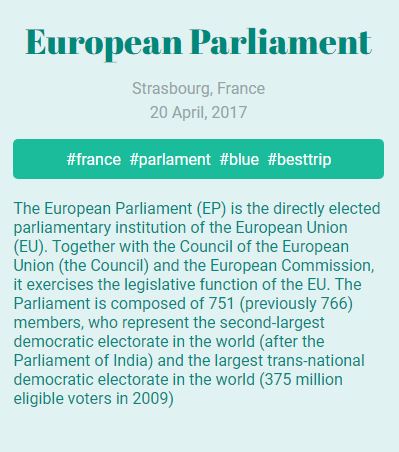 European Parliament
Strasbourg, France
20 April, 2017
#france #parlament #blue #besttrip
The European Parliament (EP) is the directly elected
parliamentary institution of the European Union
(EU). Together with the Council of the European
Union (the Council) and the European Commission,
it exercises the legislative function of the EU. The
Parliament is composed of 751 (previously 766)
members, who represent the second-largest
democratic electorate in the world (after the
Parliament of India) and the largest trans-national
democratic electorate in the world (375 million
eligible voters in 2009)